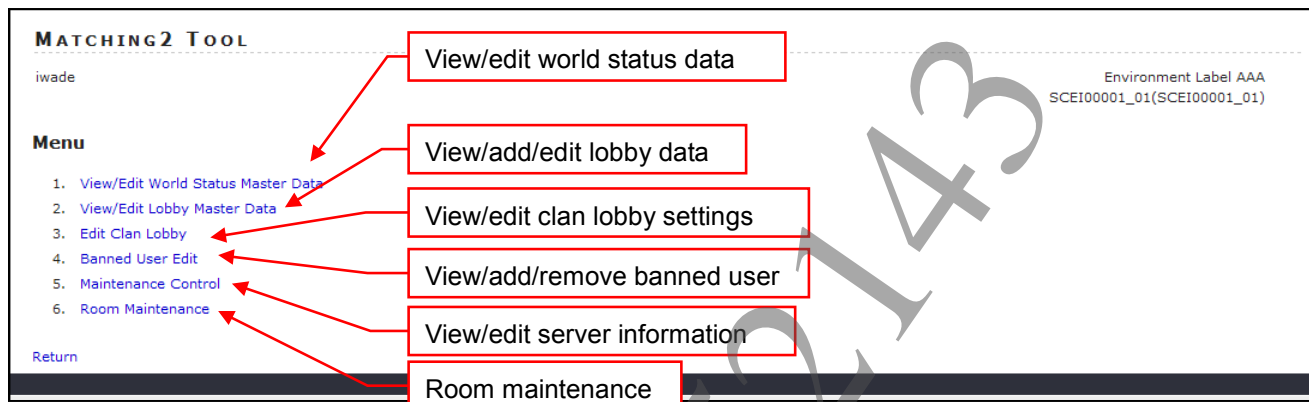 MATCHING2 TOOL
View/edit world status data
iwade
Environment Label AAA
SCEI00001_01(SCEI00001_01)
Menu
View/add/edit lobby data
1. View/Edit World Status Master Data
2. View/Edit Lobby Master Data
View/edit clan lobby settings
3. Edit Clan Lobby
4. Banned User Edit
View/add/remove banned user
5. Maintenance Control
6. Room Maintenance
View/edit server information
Return
Room maintenance
2143